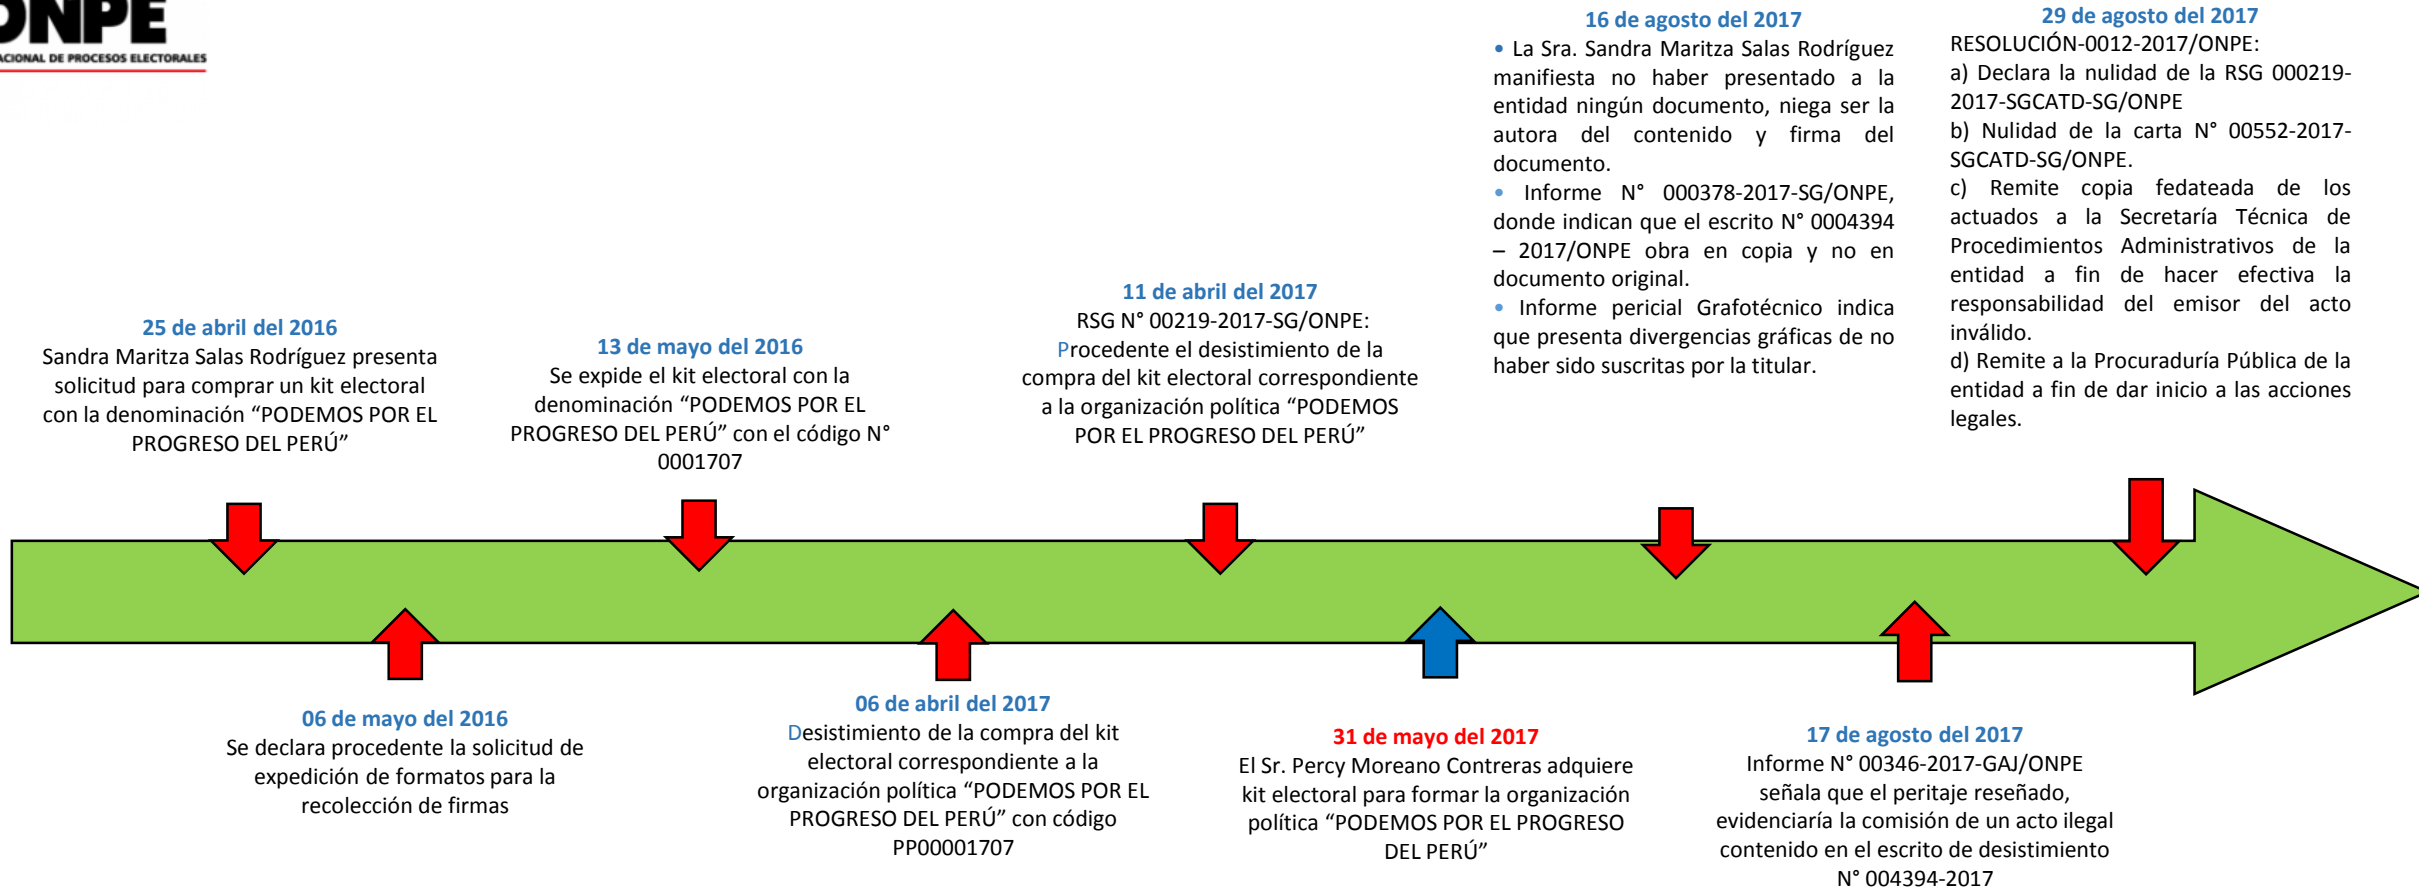 ONPE
ACIONAL DE PROCESOS ELECTORALES
25 de abril del 2016
Sandra Maritza Salas Rodríguez presenta
solicitud para comprar un kit electoral
con la denominación “PODEMOS POR EL
PROGRESO DEL PERÚ”
13 de mayo del 2016
Se expide el kit electoral con la
denominación “PODEMOS POR EL
PROGRESO DEL PERÚ” con el código N°
0001707
11 de abril del 2017
RSG N° 00219-2017-SG/ONPE:
Procedente el desistimiento de la
compra del kit electoral correspondiente
a la organización política “PODEMOS
POR EL PROGRESO DEL PERÚ”
16 de agosto del 2017
• La Sra. Sandra Maritza Salas Rodríguez
manifiesta no haber presentado a la
entidad ningún documento, niega ser la
autora del contenido y firma del
documento.
• Informe N° 000378-2017-SG/ONPE,
donde indican que el escrito N° 0004394
– 2017/ONPE obra en copia y no en
documento original.
• Informe pericial Grafotécnico indica
que presenta divergencias gráficas de no
haber sido suscritas por la titular.
29 de agosto del 2017
RESOLUCIÓN-0012-2017/ONPE:
a) Declara la nulidad de la RSG 000219-
2017-SGCATD-SG/ONPE
b) Nulidad de la carta N° 00552-2017-
SGCATD-SG/ONPE.
c) Remite copia fedateada de los
actuados a la Secretaría Técnica de
Procedimientos Administrativos de la
entidad a fin de hacer efectiva la
responsabilidad del emisor del acto
inválido.
d) Remite a la Procuraduría Pública de la
entidad a fin de dar inicio a las acciones
legales.
06 de mayo del 2016
Se declara procedente la solicitud de
expedición de formatos para la
recolección de firmas
06 de abril del 2017
Desistimiento de la compra del kit
electoral correspondiente a la
organización política “PODEMOS POR EL
PROGRESO DEL PERÚ” con código
PP00001707
31 de mayo del 2017
El Sr. Percy Moreano Contreras adquiere
kit electoral para formar la organización
política “PODEMOS POR EL PROGRESO
DEL PERÚ”
17 de agosto del 2017
Informe N° 00346-2017-GAJ/ONPE
señala que el peritaje reseñado,
evidenciaría la comisión de un acto ilegal
contenido en el escrito de desistimiento
N° 004394-2017